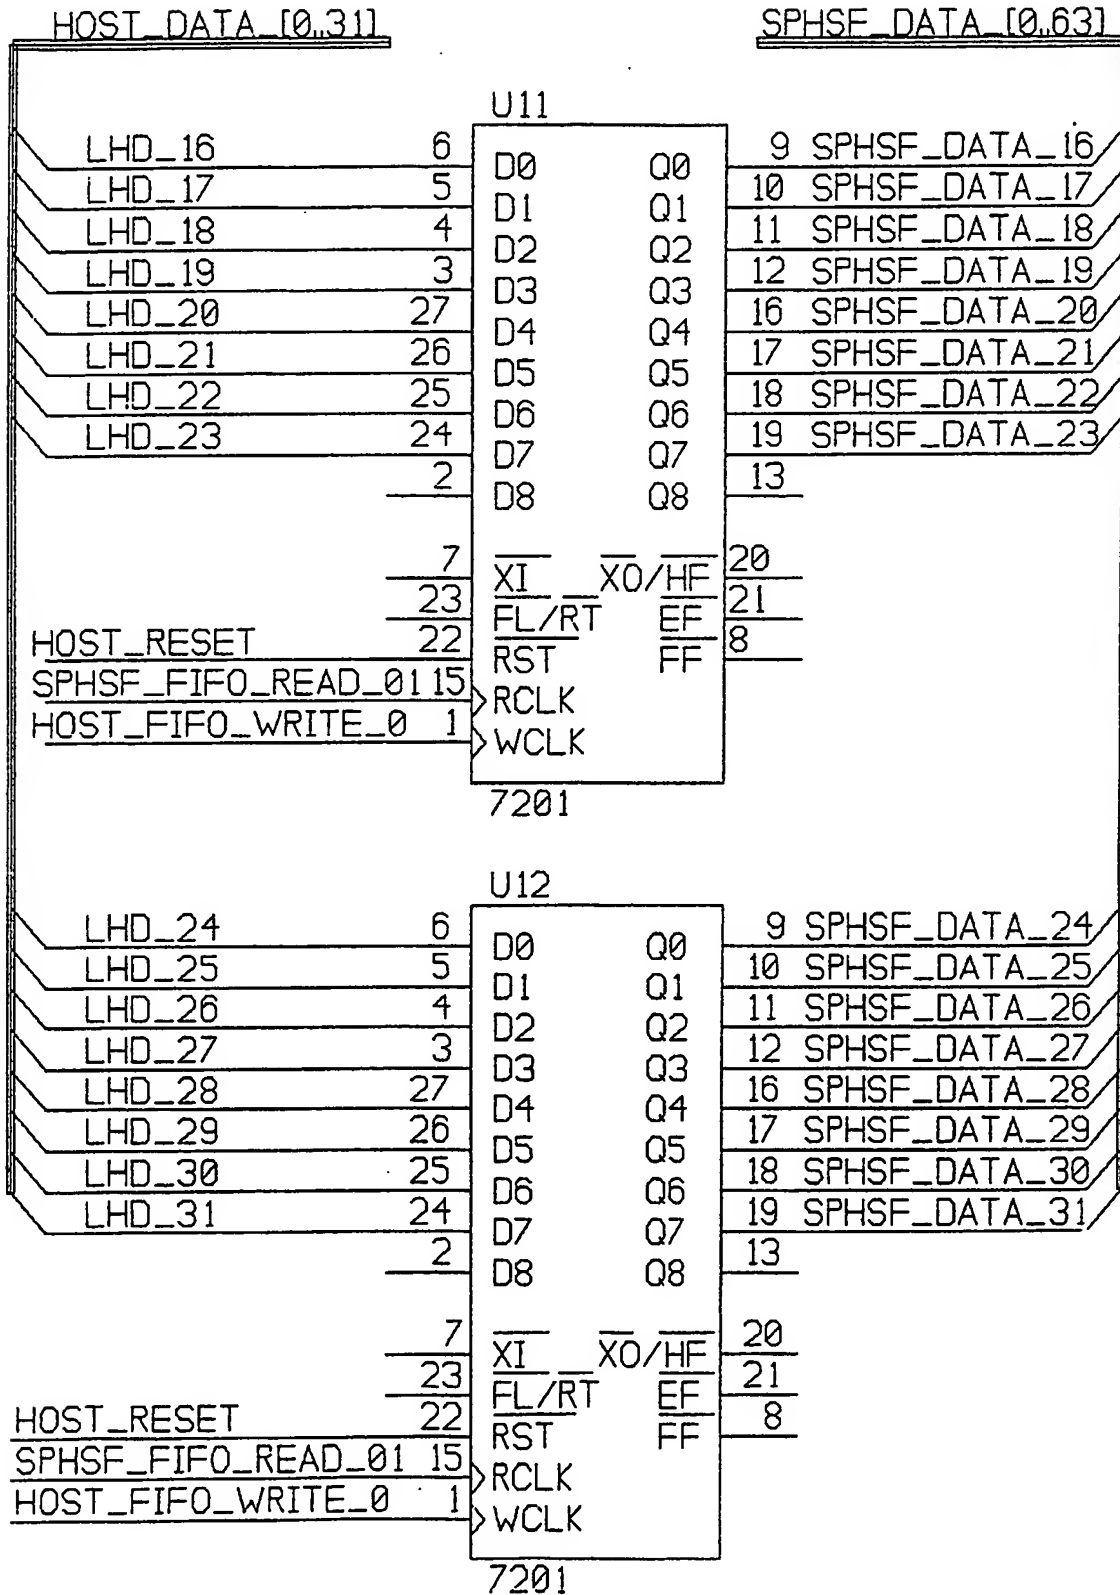 HOST_DATA_[0..31] SPHSF_DATA_[0..63]
U11
LHD_16 6 D0 Q0 9 SPHSF_DATA_16
LHD_17 5 D1 Q1 10 SPHSF_DATA_17
LHD_18 4 D2 Q2 11 SPHSF_DATA_18
LHD_19 3 D3 Q3 12 SPHSF_DATA_19
LHD_20 27 D4 Q4 16 SPHSF_DATA_20
LHD_21 26 D5 Q5 17 SPHSF_DATA_21
LHD_22 25 D6 Q6 18 SPHSF_DATA_22
LHD_23 24 D7 Q7 19 SPHSF_DATA_23
2 D8 Q8 13
7 XI XO/HF 20
23 FL/RT EF 21
HOST_RESET 22 RST FF 8
SPHSF_FIFO_READ_01 15 RCLK
HOST_FIFO_WRITE_0 1 WCLK
7201
U12
LHD_24 6 D0 Q0 9 SPHSF_DATA_24
LHD_25 5 D1 Q1 10 SPHSF_DATA_25
LHD_26 4 D2 Q2 11 SPHSF_DATA_26
LHD_27 3 D3 Q3 12 SPHSF_DATA_27
LHD_28 27 D4 Q4 16 SPHSF_DATA_28
LHD_29 26 D5 Q5 17 SPHSF_DATA_29
LHD_30 25 D6 Q6 18 SPHSF_DATA_30
LHD_31 24 D7 Q7 19 SPHSF_DATA_31
2 D8 Q8 13
7 XI XO/HF 20
23 FL/RT EF 21
HOST_RESET 22 RST FF 8
SPHSF_FIFO_READ_01 15 RCLK
HOST_FIFO_WRITE_0 1 WCLK
7201